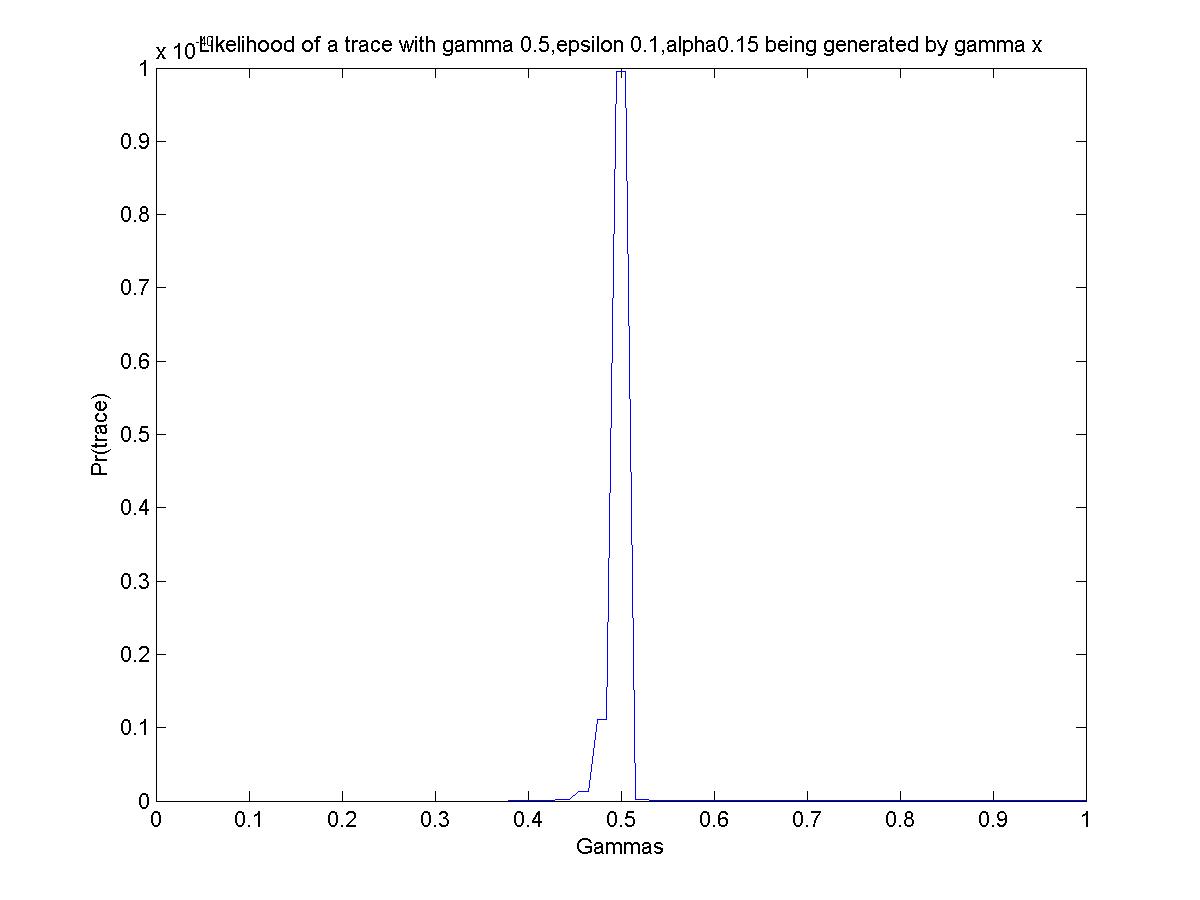 x 10
Likelihood of a trace with gamma 0.5,epsilon 0.1,alpha0.15 being generated by gamma x
1
0.9
0.8
0.7
0.6
0.5
0.4
0.3
0.2
0.1
0
Pr(trace)
0 0.1 0.2 0.3 0.4 0.5 0.6 0.7 0.8 0.9 1
Gammas